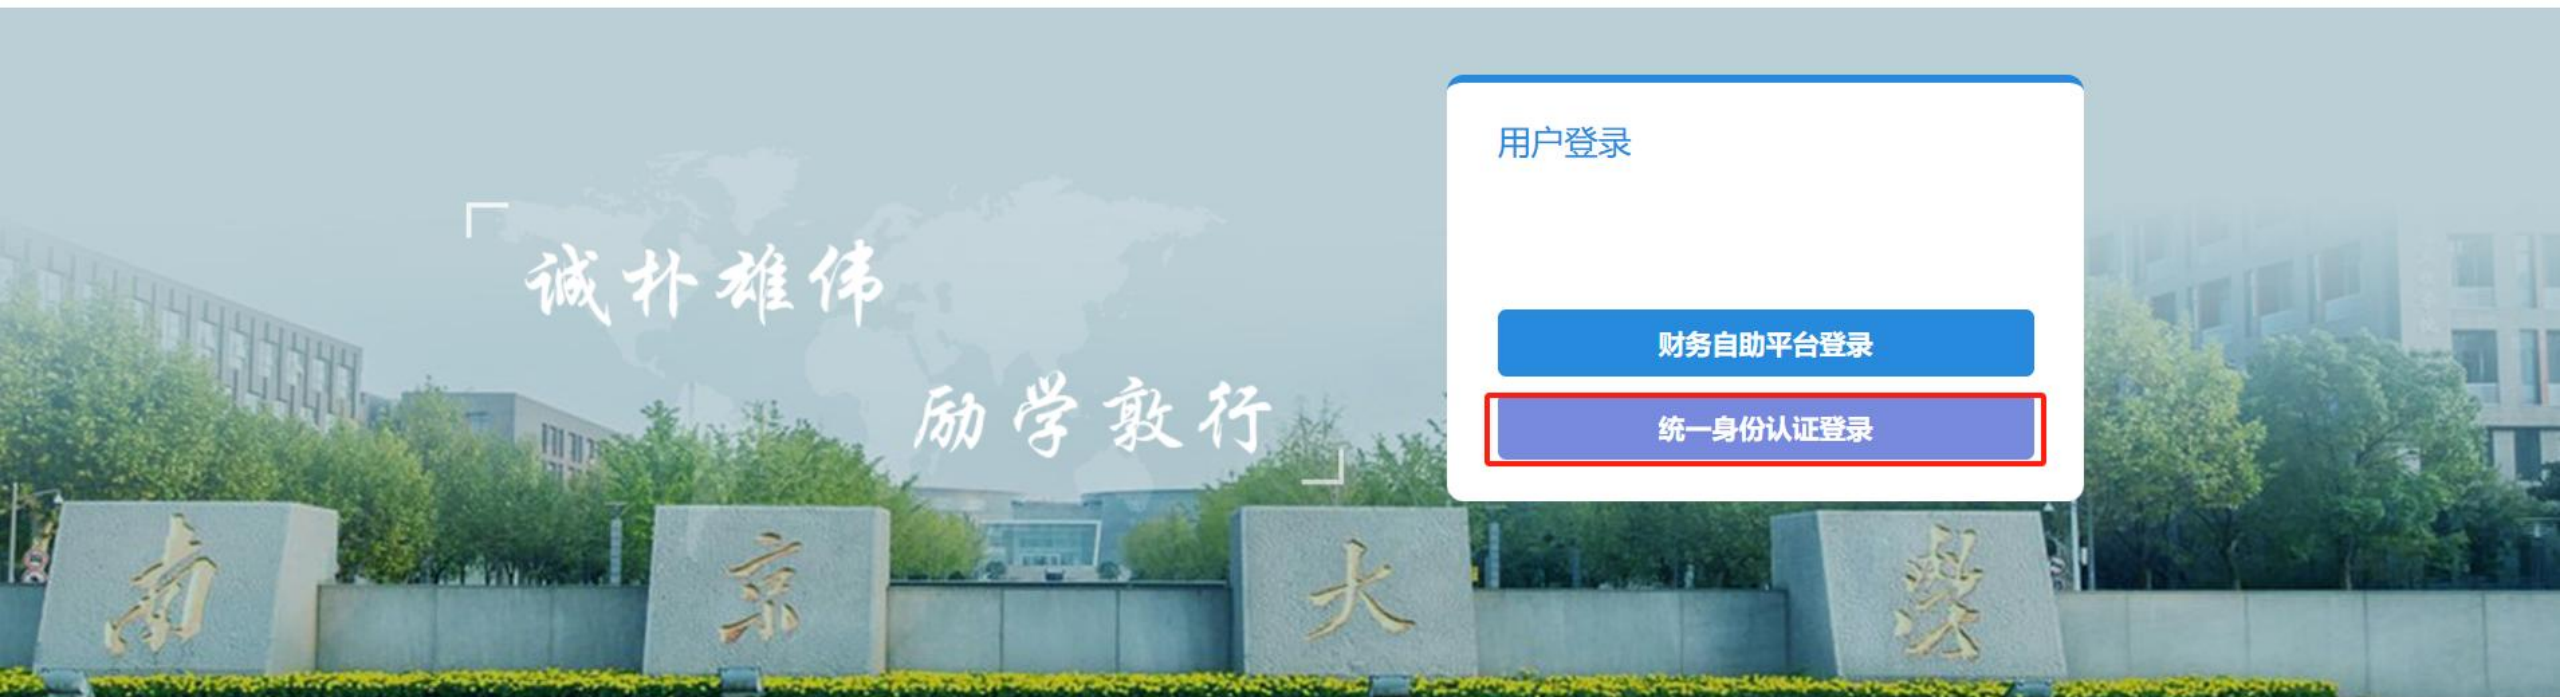 诚朴雄伟
励学敦行
用户登录
财务自助平台登录
统一身份认证登录
南京大學